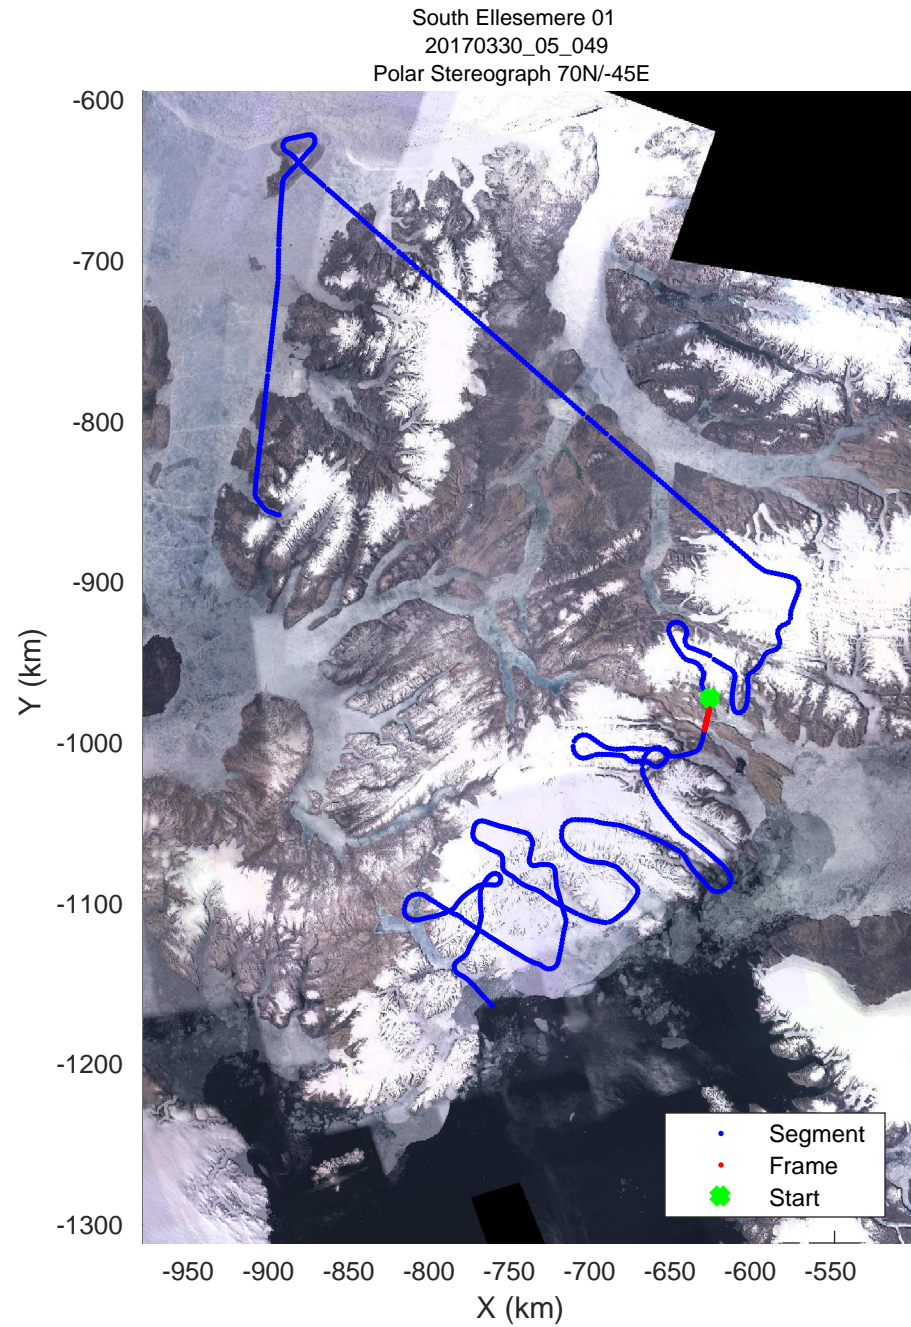 South Ellesemere 01
20170330_05_049
Polar Stereograph 70N/-45E
-600
-700
-800
-900
-1000
-1100
-1200
-1300
Y (km)
-950 -900 -850 -800 -750 -700 -650 -600 -550
X (km)
Segment
Frame
Start